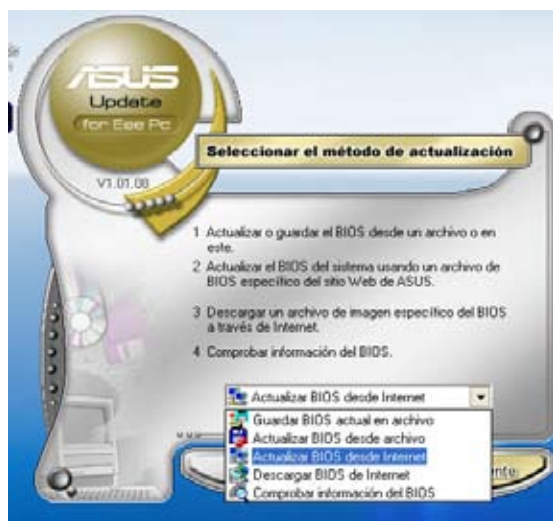 ASUS
Update
for Eee Pc
V1.01.08
Seleccionar el método de actualización
1 Actualizar o guardar el BIOS desde un archivo o en
este.
2 Actualizar el BIOS del sistema usando un archivo de
BIOS específico del sitio Web de ASUS.
3 Descargar un archivo de imagen específico del BIOS
a través de Internet.
4 Comprobar información del BIOS.
Actualizar BIOS desde Internet
Guardar BIOS actual en archivo
Actualizar BIOS desde archivo
Actualizar BIOS desde Internet
Descargar BIOS de Internet
Comprobar información del BIOS